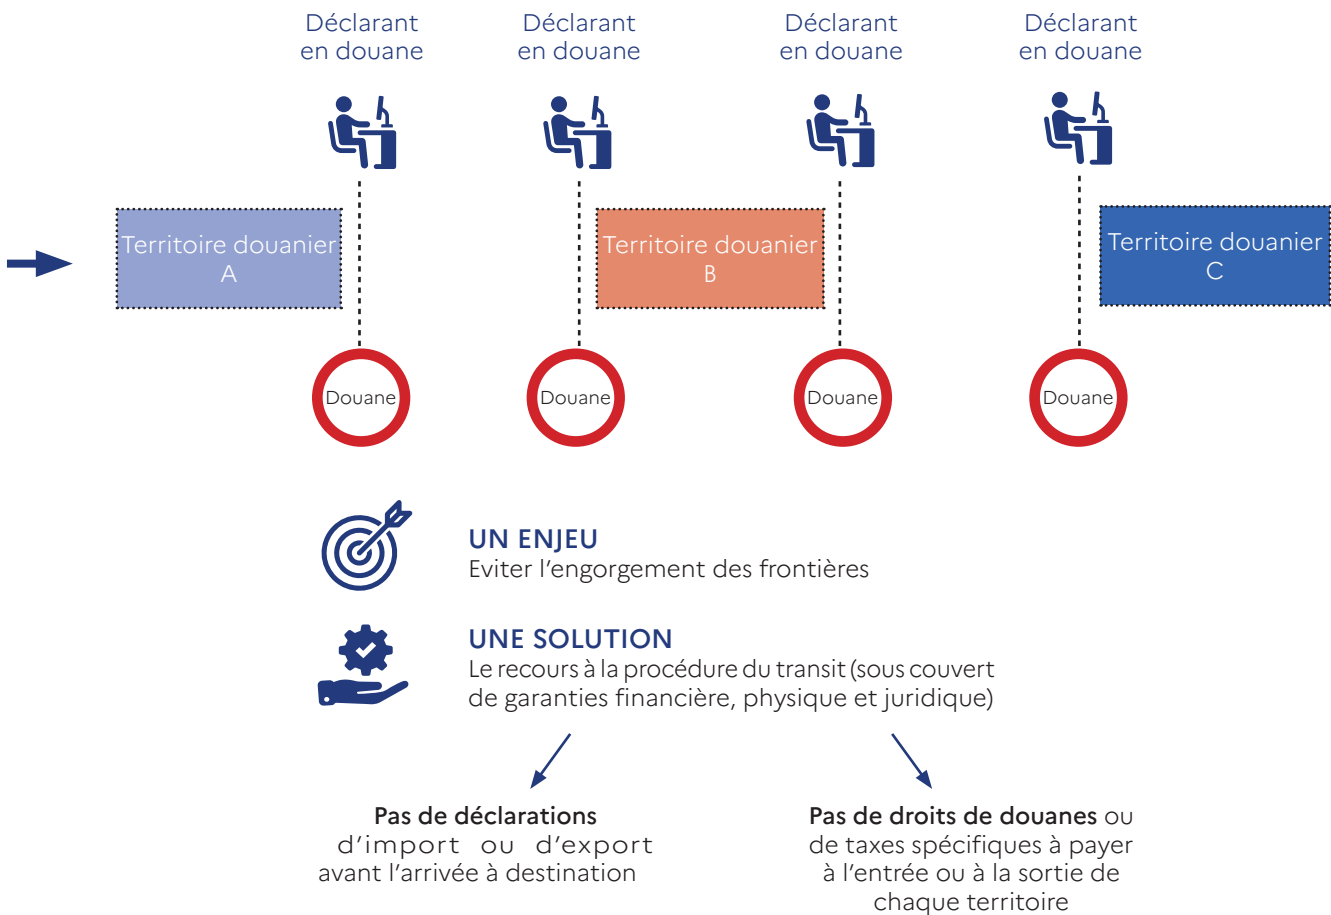 Déclarant
en douane
Déclarant
en douane
Déclarant
en douane
Déclarant
en douane
Territoire douanier
A
Territoire douanier
B
Territoire douanier
C
Douane
Douane
Douane
Douane
UN ENJEU
Eviter l'engorgement des frontières
UNE SOLUTION
Le recours à la procédure du transit (sous couvert
de garanties financière, physique et juridique)
Pas de déclarations
d'import ou d'export
avant l'arrivée à destination
Pas de droits de douanes ou
de taxes spécifiques à payer
à l'entrée ou à la sortie de
chaque territoire